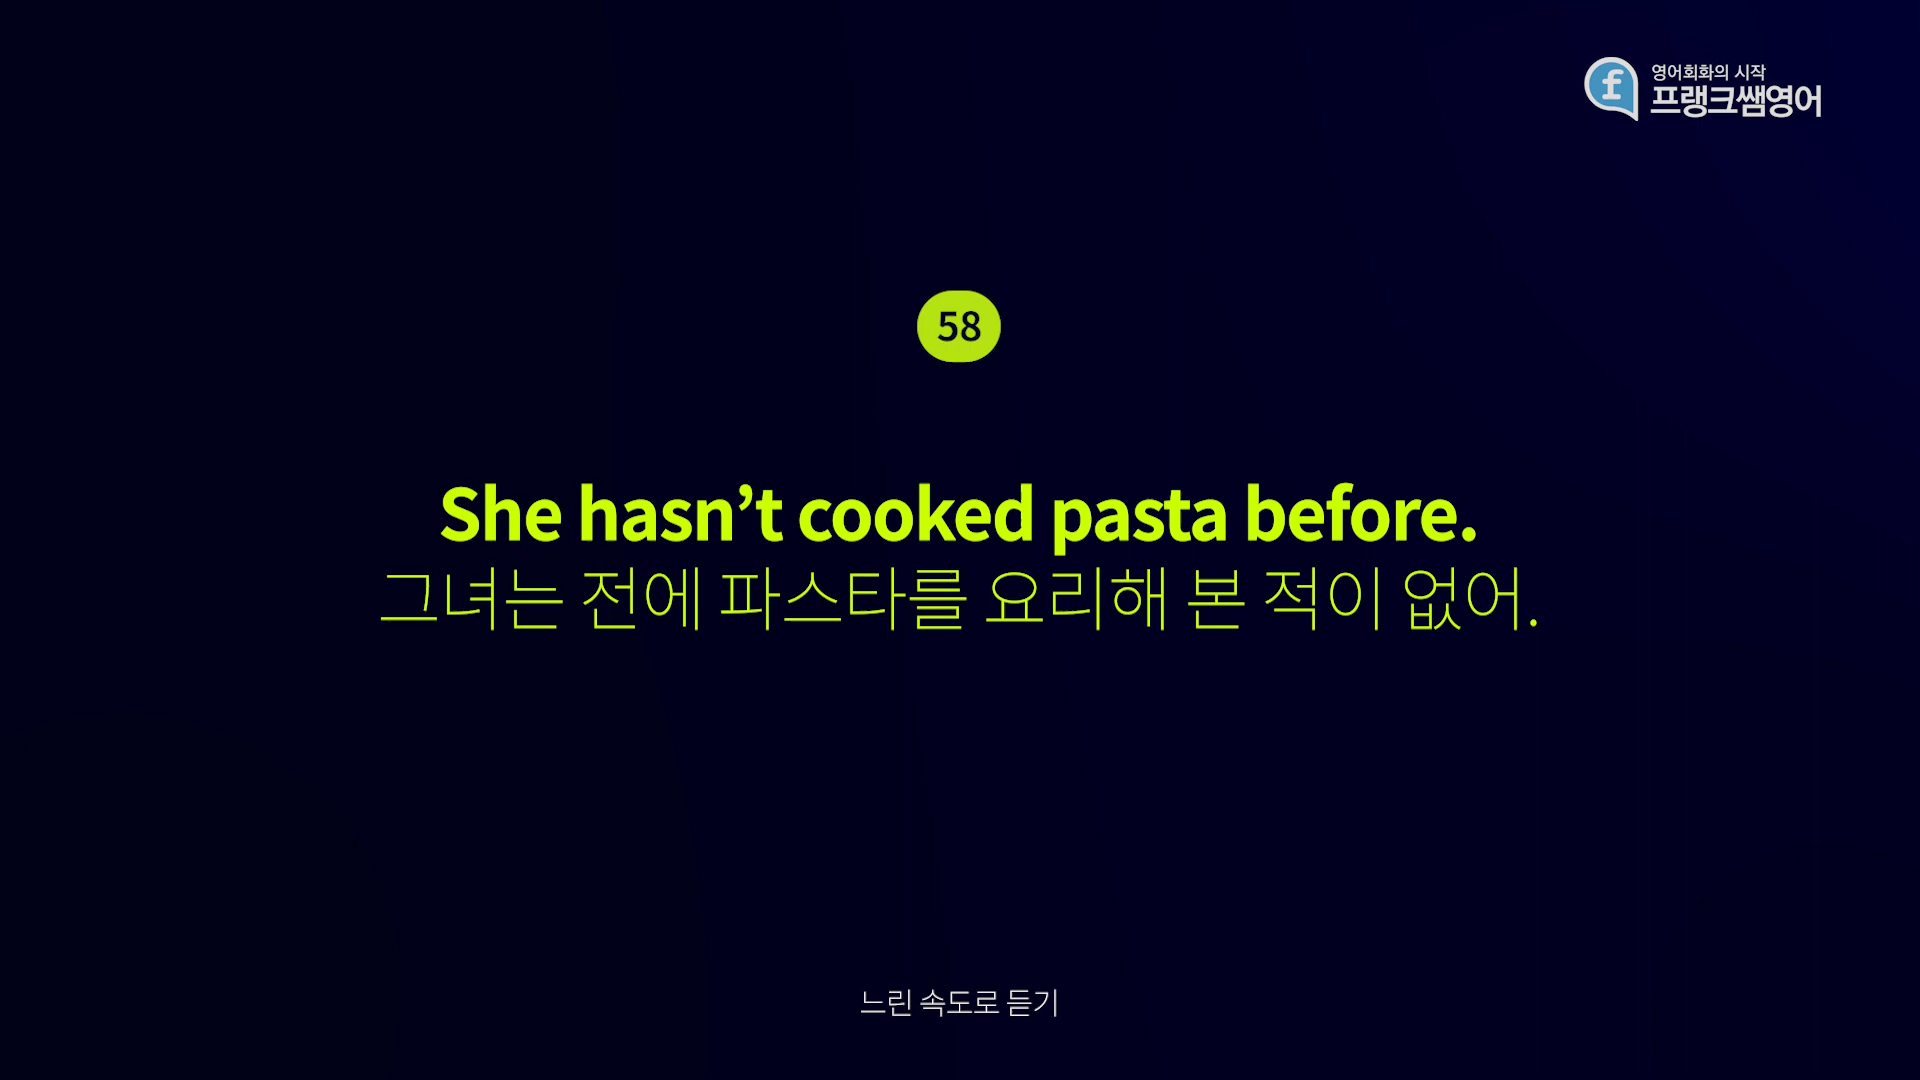 영어회화의 시작
프랭크쌤영어
58
She hasn’t cooked pasta before.
그녀는 전에 파스타를 요리해 본 적이 없어.
느린 속도로 듣기